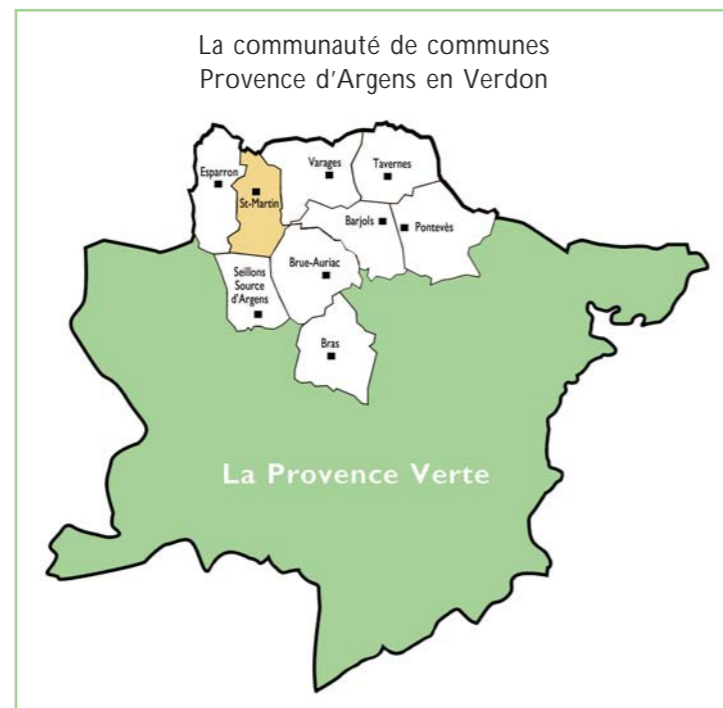 La communauté de communes
Provence d'Argens en Verdon
Esparron
St-Martin
Varages
Tavernes
Barjols
Pontevès
Seillons
Source
d'Argens
Brue-Auriac
Bras
La Provence Verte